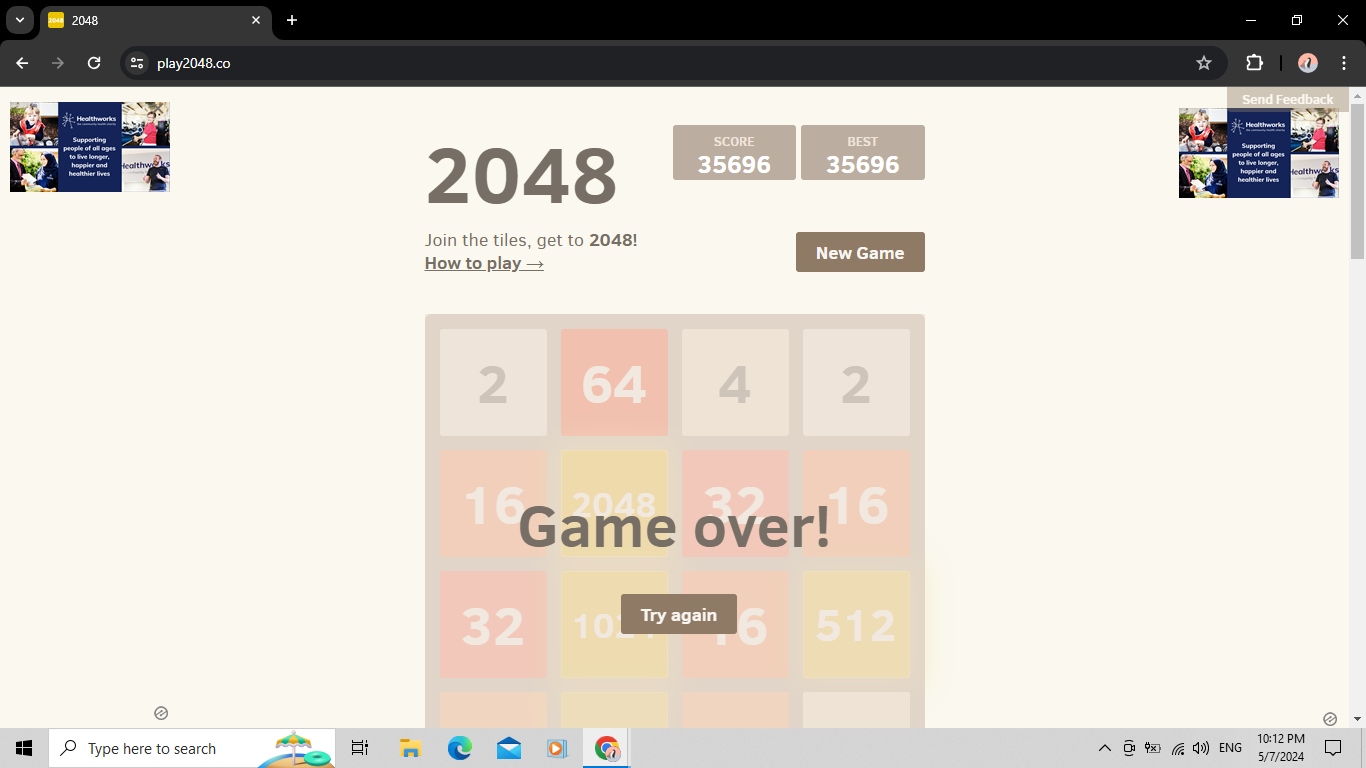 2048
play2048.co
Send Feedback
Healthworks
Supporting
people of all ages
to live longer,
happier and
healthier lives
Healthworks
Supporting
people of all ages
to live longer,
happier and
healthier lives
2048
SCORE
35696
BEST
35696
Join the tiles, get to 2048!
How to play →
New Game
2 64 4 2
16 2048 32 16
Game over!
32 1024 16 512
Try again
Type here to search
ENG
10:12 PM
5/7/2024